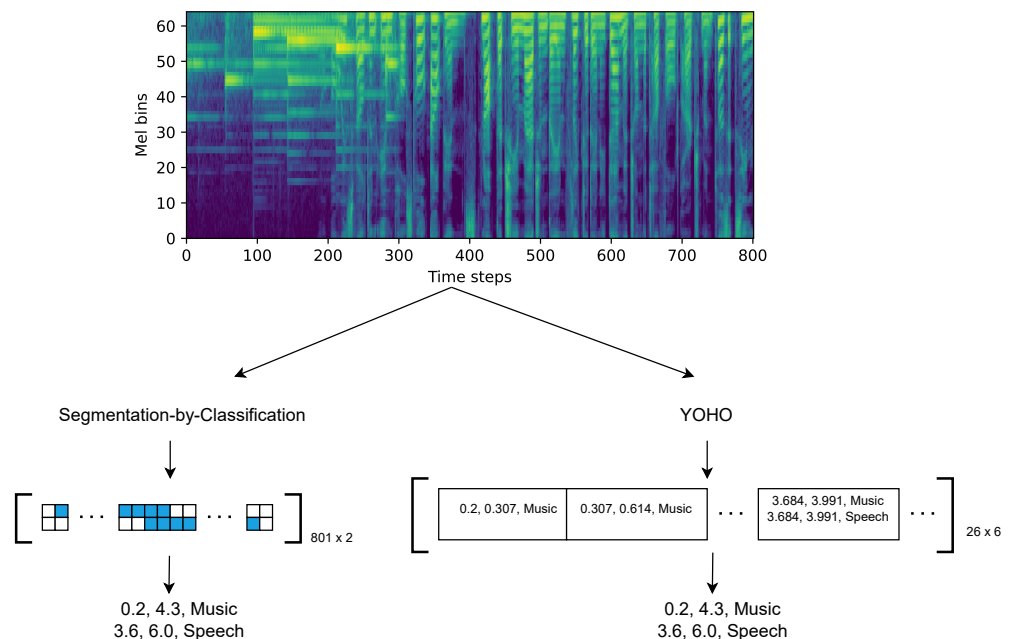 60
50
40
30
20
10
0
Mel bins
0 100 200 300 400 500 600 700 800
Time steps
Segmentation-by-Classification
YOHO
801 x 2
0.2, 0.307, Music
0.307, 0.614, Music
3.684, 3.991, Music
3.684, 3.991, Speech
26 x 6
0.2, 4.3, Music
3.6, 6.0, Speech
0.2, 4.3, Music
3.6, 6.0, Speech